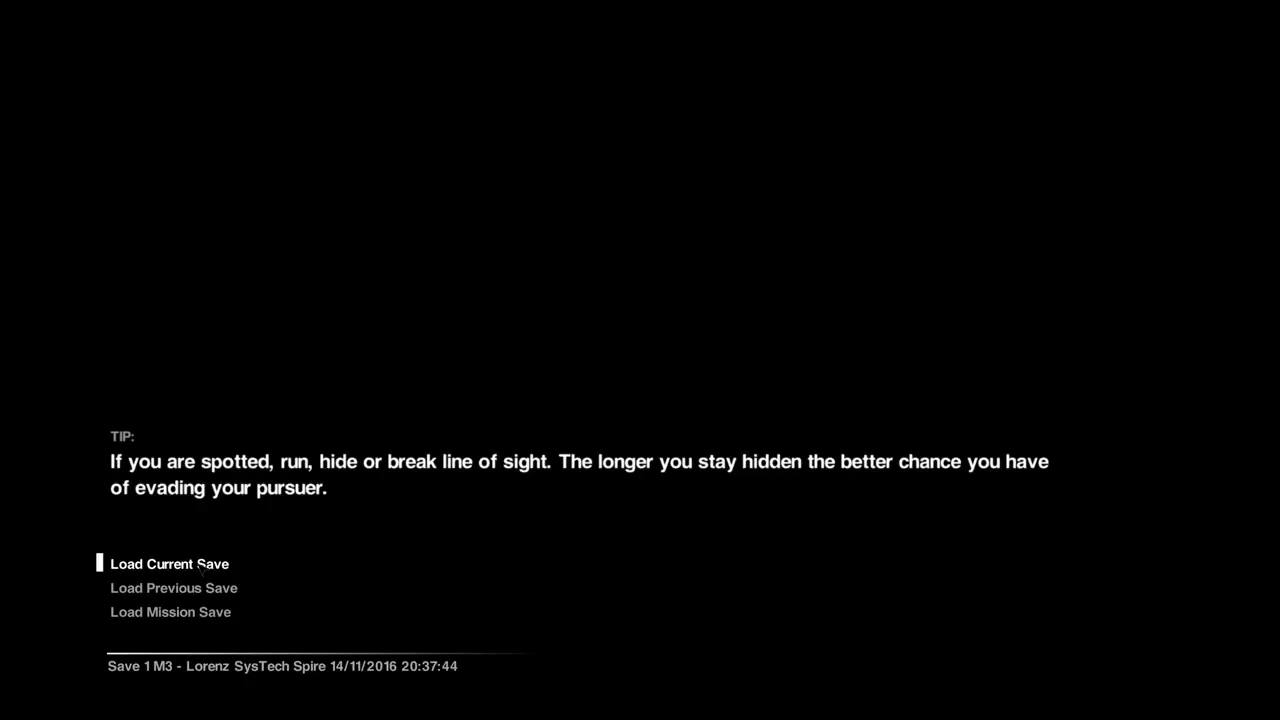 TIP:
If you are spotted, run, hide or break line of sight. The longer you stay hidden the better chance you have
of evading your pursuer.
Load Current Save
Load Previous Save
Load Mission Save
Save 1 M3 - Lorenz SysTech Spire 14/11/2016 20:37:44